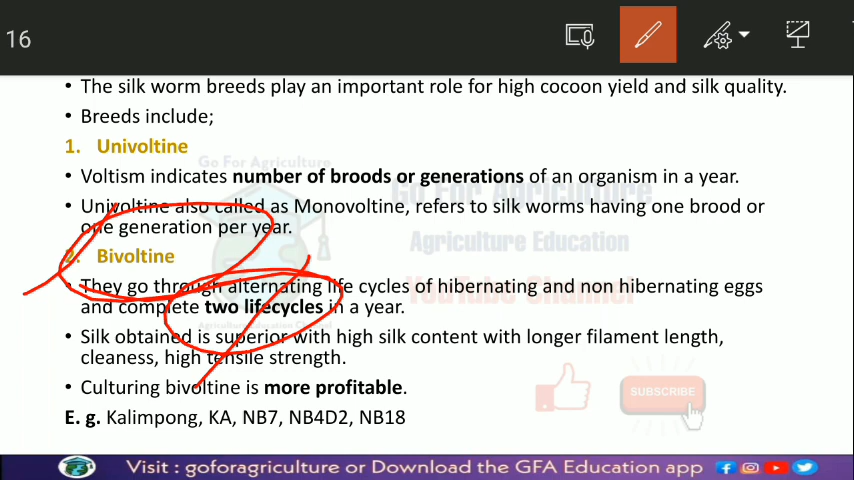 16
• The silk worm breeds play an important role for high cocoon yield and silk quality.
• Breeds include;
1. Univoltine
Go For Agriculture
• Voltism indicates number of broods or generations of an organism in a year.
Go For Agriculture
• Univoltine also called as Monovoltine, refers to silk worms having one brood or
one generation per year.
Agriculture Education
2. Bivoltine
• They go through alternating life cycles of hibernating and non hibernating eggs
YouTube Channel
and complete two lifecycles in a year.
• Silk obtained is superior with high silk content with longer filament length,
cleaness, high tensile strength.
• Culturing bivoltine is more profitable.
SUBSCRIBE
E. g. Kalimpong, KA, NB7, NB4D2, NB18
Visit : goforagriculture or Download the GFA Education app